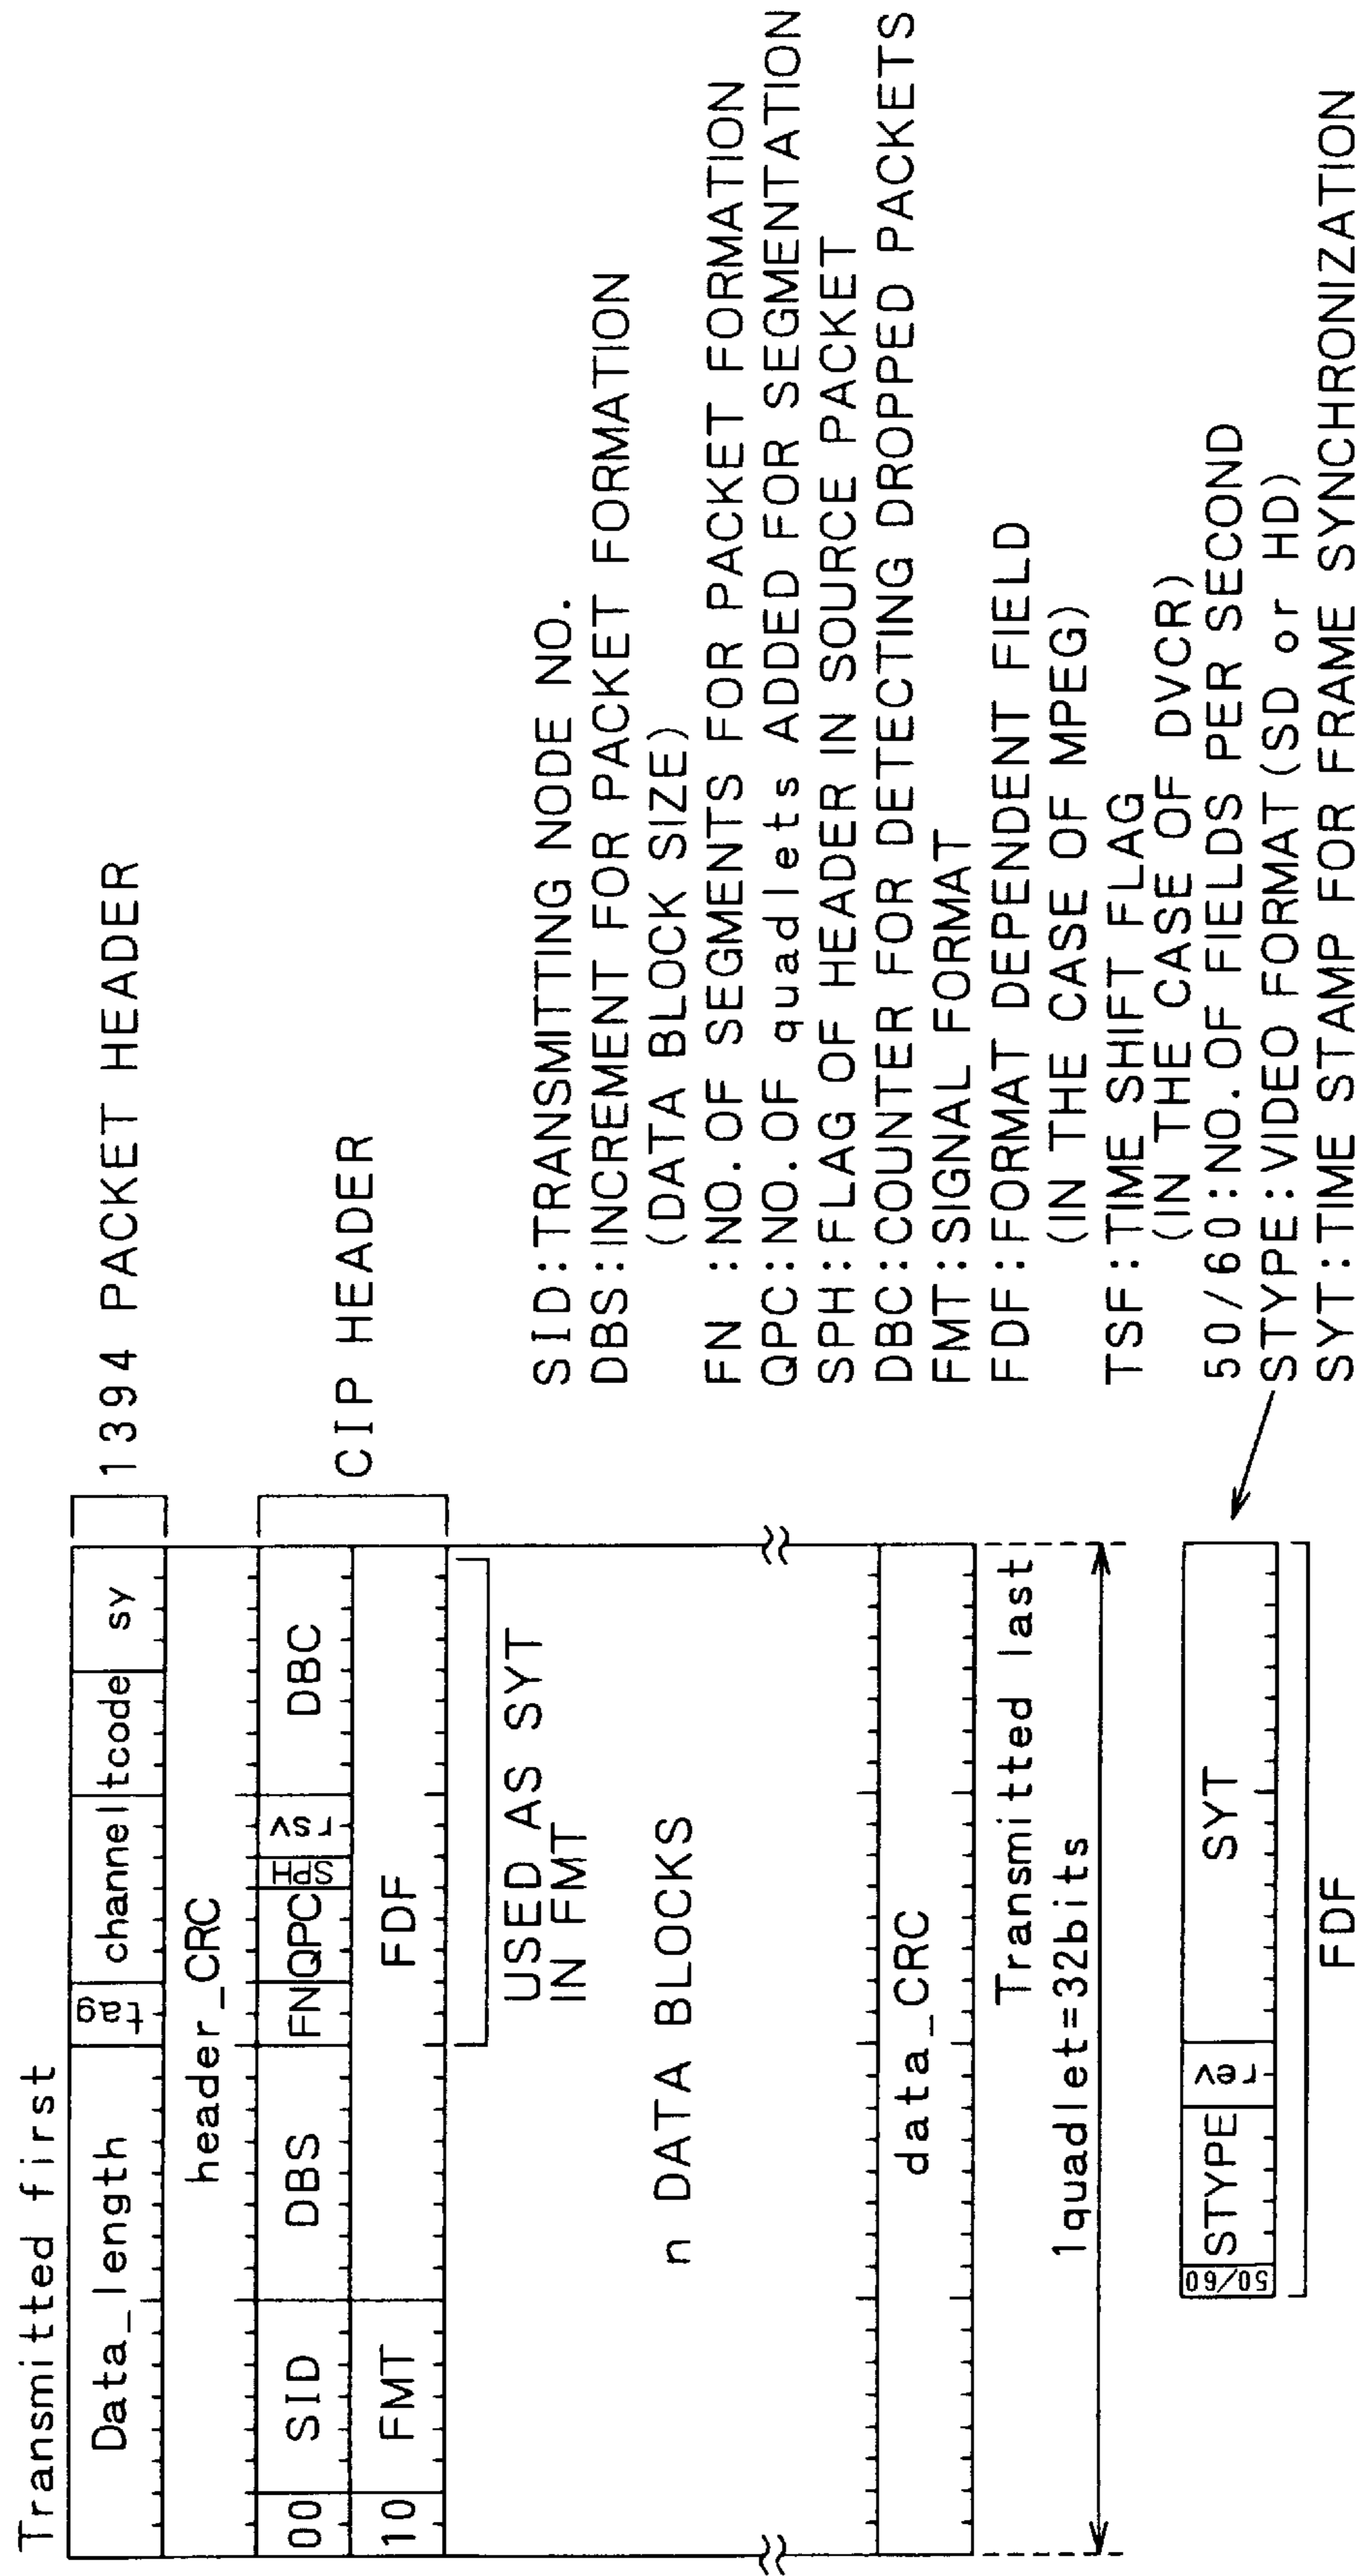 Transmitted first
Data_length tag channel tcode sy
1394 PACKET HEADER
header_CRC
00 SID DBS FN QPC SPH rsv DBC
10 FMT FDF
CIP HEADER
USED AS SYT
IN FMT
n DATA BLOCKS
data_CRC
Transmitted last
1quadlet=32bits
50/60 STYPE rev SYT
FDF
SID:TRANSMITTING NODE NO.
DBS:INCREMENT FOR PACKET FORMATION
(DATA BLOCK SIZE)
FN :NO.OF SEGMENTS FOR PACKET FORMATION
QPC:NO.OF quadlets ADDED FOR SEGMENTATION
SPH:FLAG OF HEADER IN SOURCE PACKET
DBC:COUNTER FOR DETECTING DROPPED PACKETS
FMT:SIGNAL FORMAT
FDF:FORMAT DEPENDENT FIELD
(IN THE CASE OF MPEG)
TSF:TIME SHIFT FLAG
(IN THE CASE OF DVCR)
50/60:NO.OF FIELDS PER SECOND
STYPE:VIDEO FORMAT(SD or HD)
SYT:TIME STAMP FOR FRAME SYNCHRONIZATION